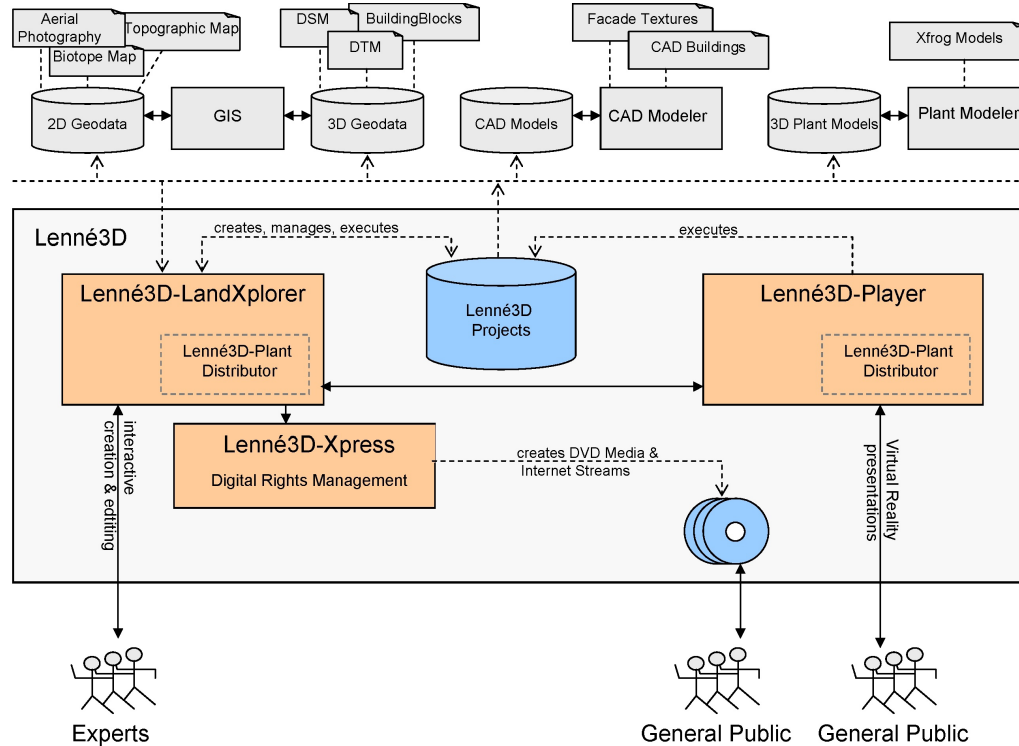 Aerial
Photography
Topographic Map
Biotope Map
DSM
BuildingBlocks
DTM
Facade Textures
CAD Buildings
Xfrog Models
2D Geodata
GIS
3D Geodata
CAD Models
CAD Modeler
3D Plant Models
Plant Modeler
Lenné3D
creates, manages, executes
executes
Lenné3D-LandXplorer
Lenné3D-Plant
Distributor
Lenné3D
Projects
Lenné3D-Player
Lenné3D-Plant
Distributor
Lenné3D-Xpress
Digital Rights Management
creates DVD Media &
Internet Streams
interactive
creation & edtiting
Virtual Reality
presentations
Experts
General Public
General Public